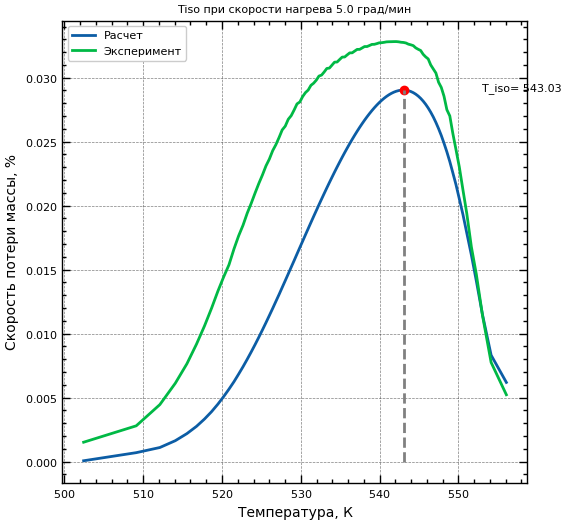 Tiso при скорости нагрева 5.0 град/мин
Расчет
Эксперимент
T_iso= 543.03
Скорость потери массы, %
0.030
0.025
0.020
0.015
0.010
0.005
0.000
500 510 520 530 540 550
Температура, К